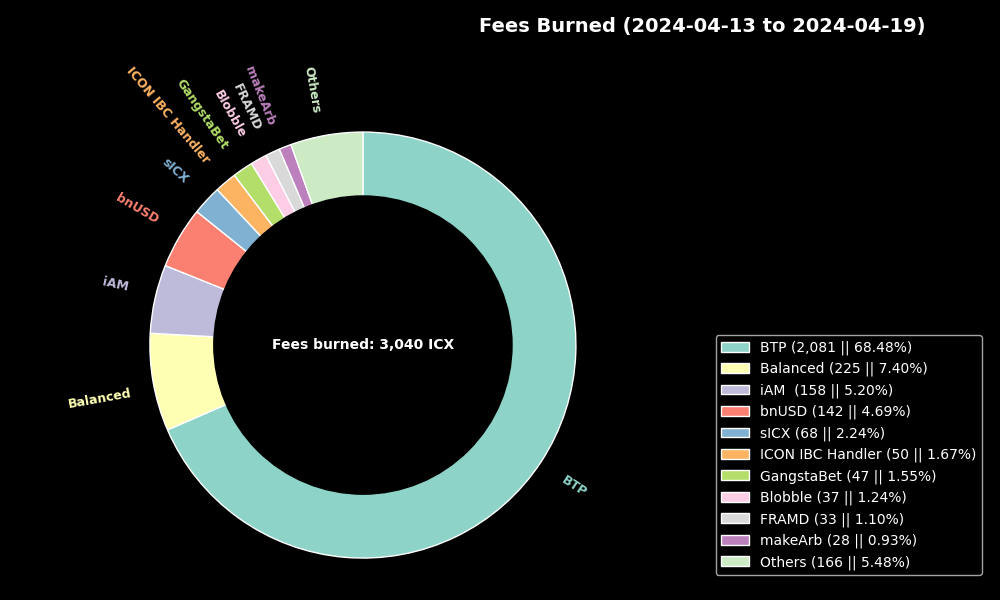 Fees Burned (2024-04-13 to 2024-04-19)
Others
makeArb
FRAMD
Blobble
GangstaBet
ICON IBC Handler
sICX
bnUSD
iAM
Balanced
BTP
Fees burned: 3,040 ICX
BTP (2,081 || 68.48%)
Balanced (225 || 7.40%)
iAM  (158 || 5.20%)
bnUSD (142 || 4.69%)
sICX (68 || 2.24%)
ICON IBC Handler (50 || 1.67%)
GangstaBet (47 || 1.55%)
Blobble (37 || 1.24%)
FRAMD (33 || 1.10%)
makeArb (28 || 0.93%)
Others (166 || 5.48%)